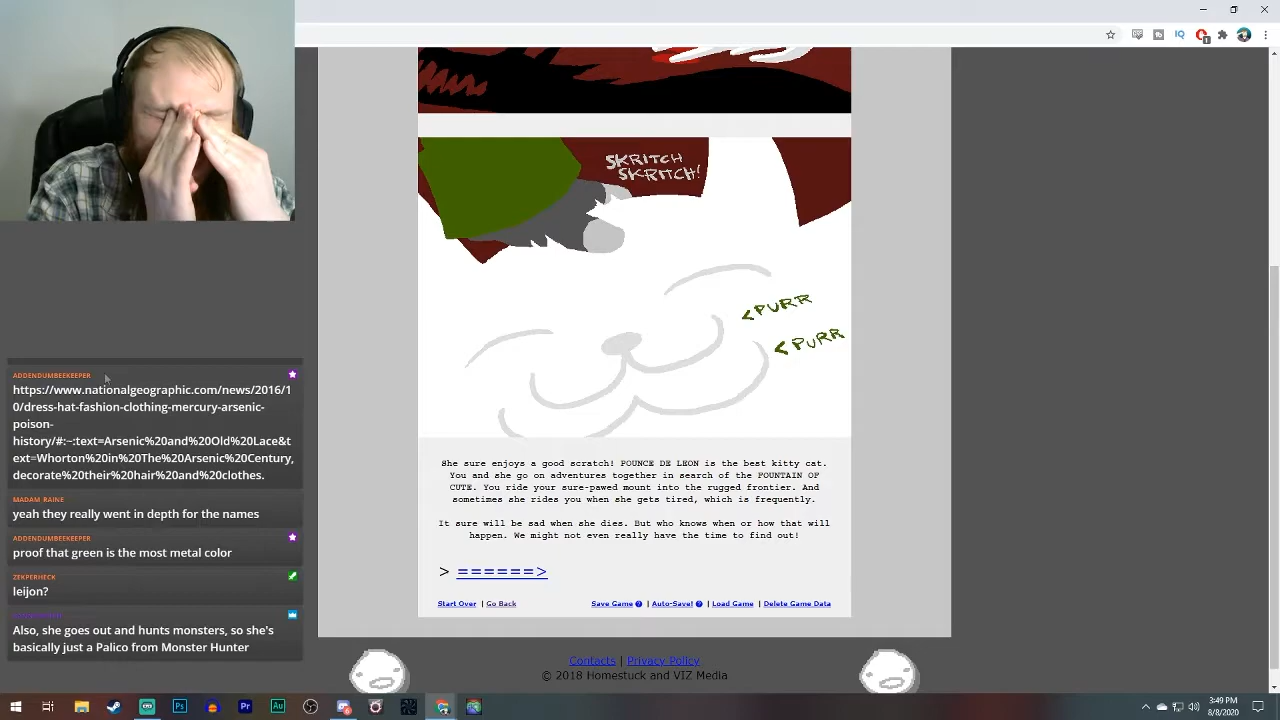 SKRITCH
SKRITCH!
<PURR
<PURR
She sure enjoys a good scratch! POUNCE DE LEON is the best kitty cat.
You and she go on adventures together in search of the FOUNTAIN OF
CUTE. You ride your sure-pawed mount into the rugged frontier. And
sometimes she rides you when she gets tired, which is frequently.
It sure will be sad when she dies. But who knows when or how that will
happen. We might not even really have the time to find out!
> ======>
Start Over | Go Back
Save Game ? | Auto-Save! ? | Load Game | Delete Game Data
Contacts | Privacy Policy
© 2018 Homestuck and VIZ Media
ADDENDUMBEEKEEPER
https://www.nationalgeographic.com/news/2016/1
0/dress-hat-fashion-clothing-mercury-arsenic-
poison-
history/#:~:text=Arsenic%20and%20Old%20Lace&t
ext=Whorton%20in%20The%20Arsenic%20Century,
decorate%20their%20hair%20and%20clothes.
MADAM RAINE
yeah they really went in depth for the names
ADDENDUMBEEKEEPER
proof that green is the most metal color
ZEKPERHECK
leijon?
Also, she goes out and hunts monsters, so she's
basically just a Palico from Monster Hunter
IQ
1
Ps
Pr
Au
3:49 PM
8/8/2020